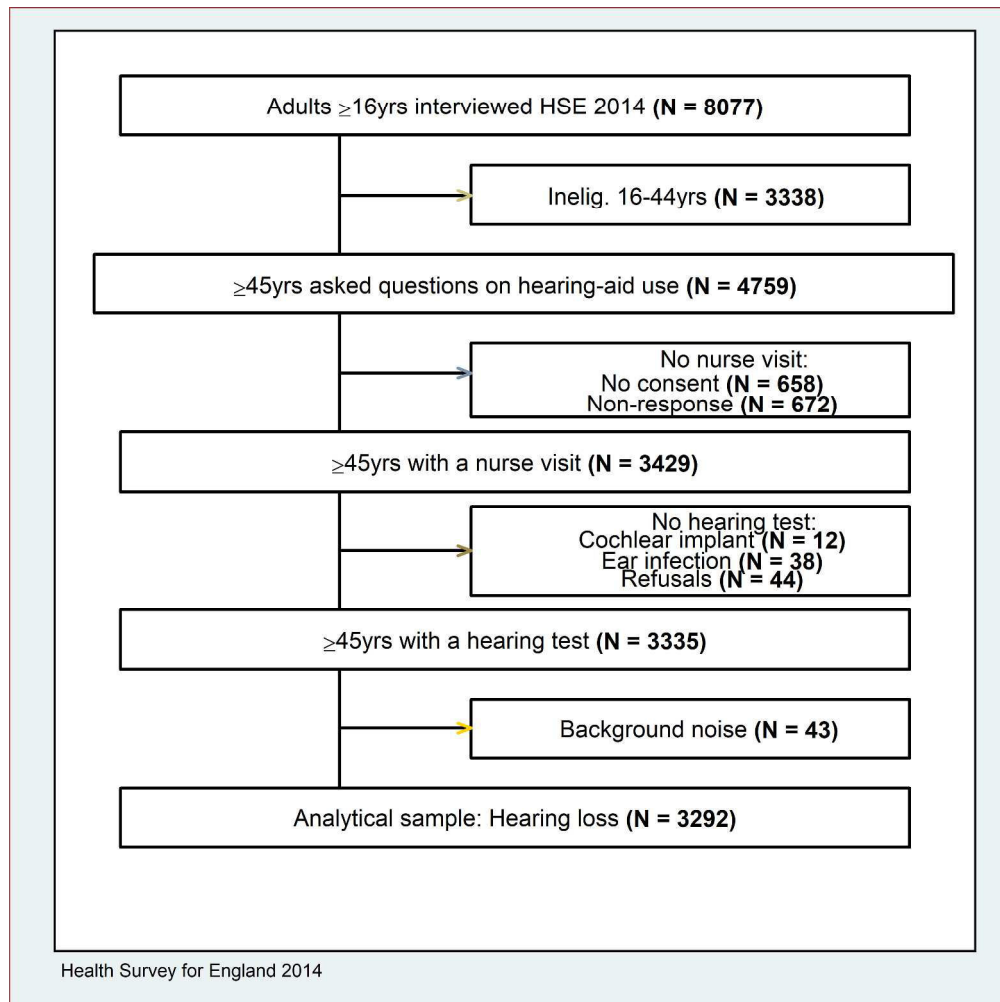 Adults ≥16yrs interviewed HSE 2014 (N = 8077)
Inelig. 16-44yrs (N = 3338)
≥45yrs asked questions on hearing-aid use (N = 4759)
No nurse visit:
No consent (N = 658)
Non-response (N = 672)
≥45yrs with a nurse visit (N = 3429)
No hearing test:
Cochlear implant (N = 12)
Ear infection (N = 38)
Refusals (N = 44)
≥45yrs with a hearing test (N = 3335)
Background noise (N = 43)
Analytical sample: Hearing loss (N = 3292)
Health Survey for England 2014